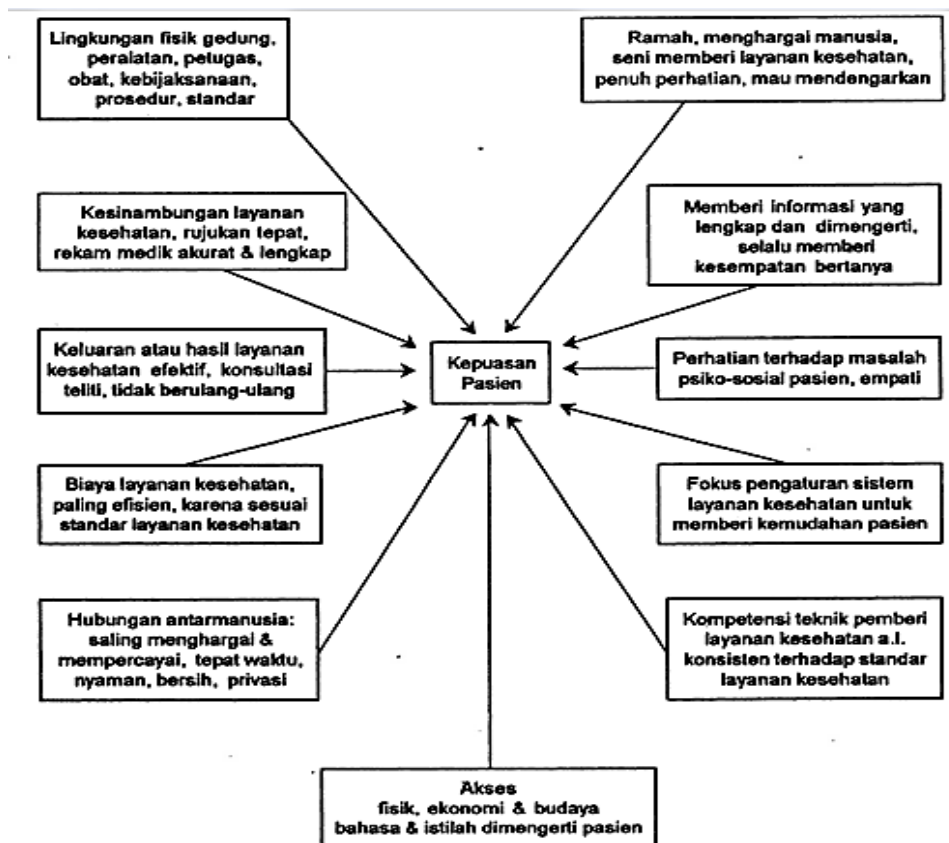 Lingkungan fisik gedung,
peralatan, petugas,
obat, kebijaksanaan,
prosedur, standar
Ramah, menghargai manusia,
seni memberi layanan kesehatan,
penuh perhatian, mau mendengarkan
Kesinambungan layanan
kesehatan, rujukan tepat,
rekam medik akurat & lengkap
Memberi informasi yang
lengkap dan dimengerti,
selalu memberi
kesempatan bertanya
Keluaran atau hasil layanan
kesehatan efektif, konsultasi
teliti, tidak berulang-ulang
Kepuasan
Pasien
Perhatian terhadap masalah
psiko-sosial pasien, empati
Biaya layanan kesehatan,
paling efisien, karena sesuai
standar layanan kesehatan
Fokus pengaturan sistem
layanan kesehatan untuk
memberi kemudahan pasien
Hubungan antarmanusia:
saling menghargai &
mempercayai, tepat waktu,
nyaman, bersih, privasi
Kompetensi teknik pemberi
layanan kesehatan a.l.
konsisten terhadap standar
layanan kesehatan
Akses
fisik, ekonomi & budaya
bahasa & istilah dimengerti pasien